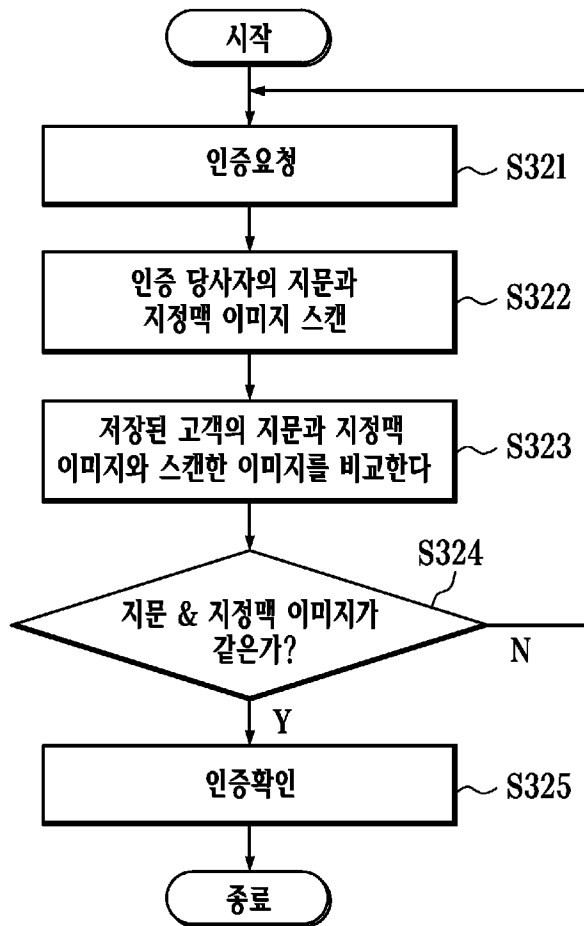 시작
인증요청
S321
인증 당사자의 지문과
지정맥 이미지 스캔
S322
저장된 고객의 지문과 지정맥
이미지와 스캔한 이미지를 비교한다
S323
S324
지문 & 지정맥 이미지가
같은가?
N
Y
인증확인
S325
종료